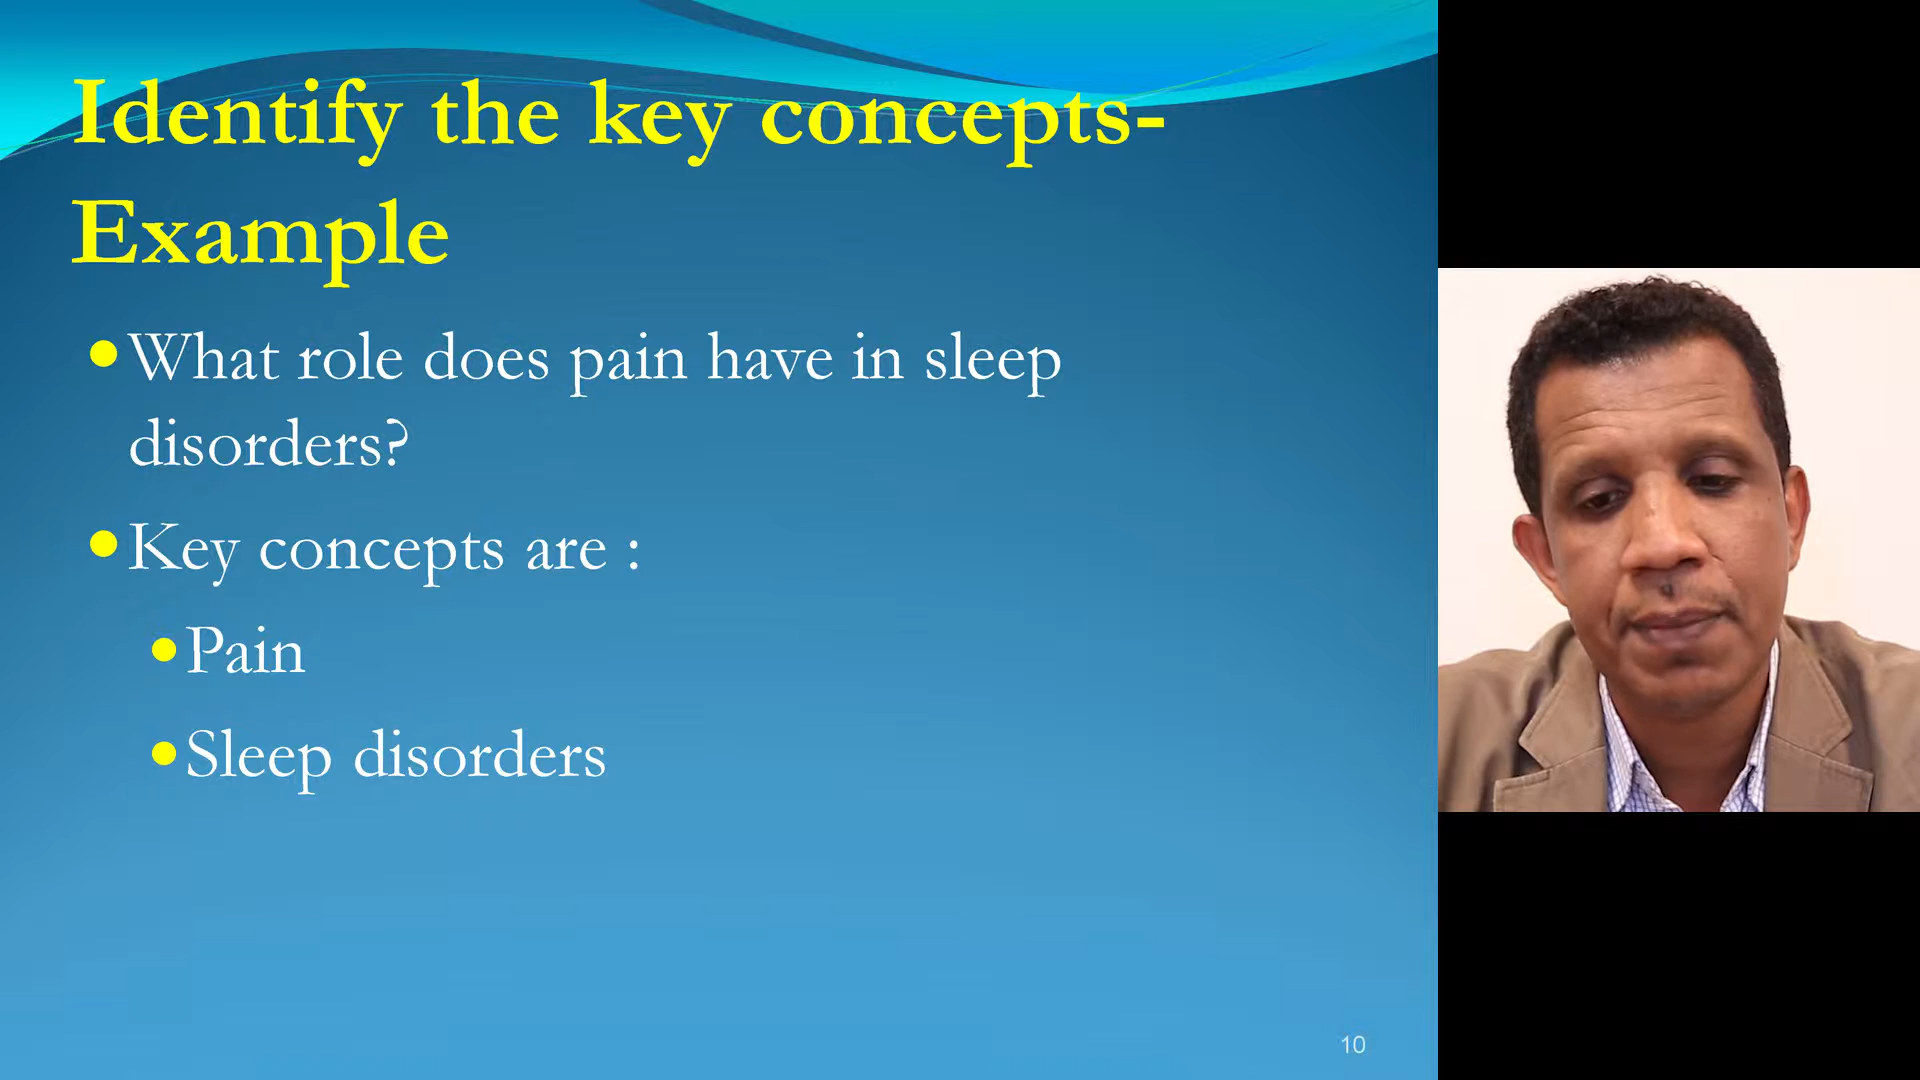 Identify the key concepts-
Example
What role does pain have in sleep
disorders?
Key concepts are :
Pain
Sleep disorders
10